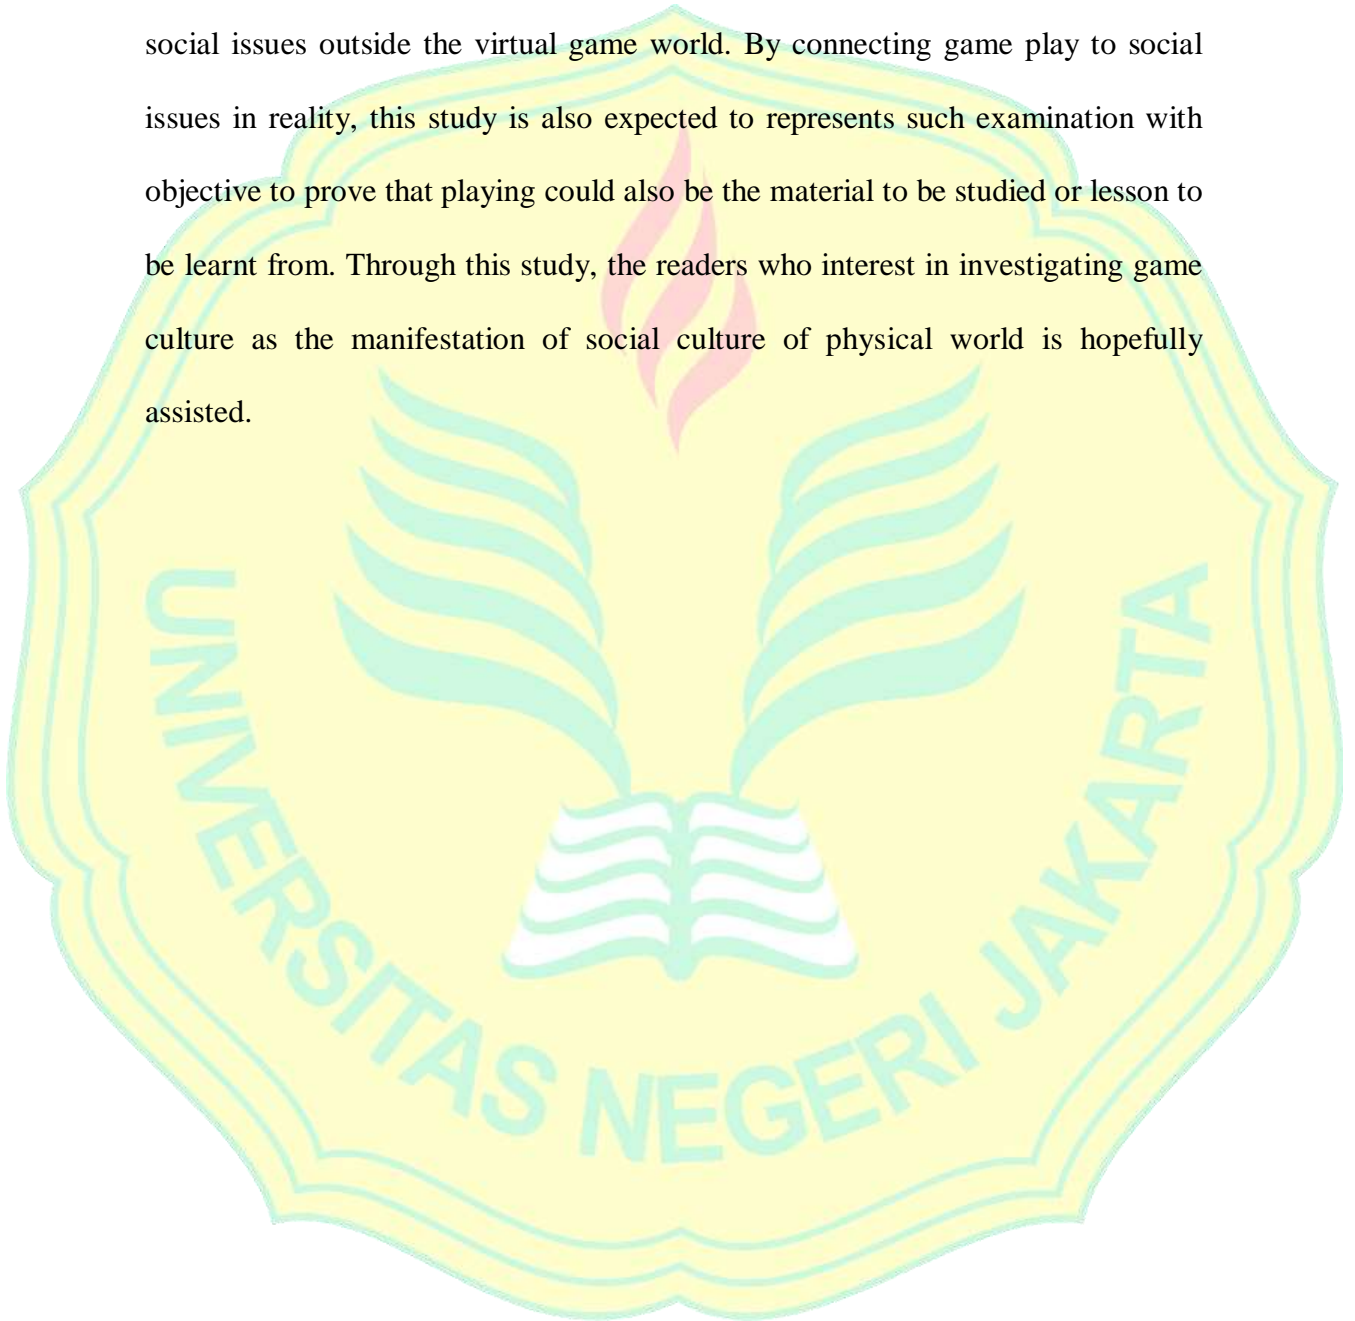 social issues outside the virtual game world. By connecting game play to social
issues in reality, this study is also expected to represents such examination with
objective to prove that playing could also be the material to be studied or lesson to
be learnt from. Through this study, the readers who interest in investigating game
culture as the manifestation of social culture of physical world is hopefully
assisted.
UNIVERSITAS NEGERI JAKARTA